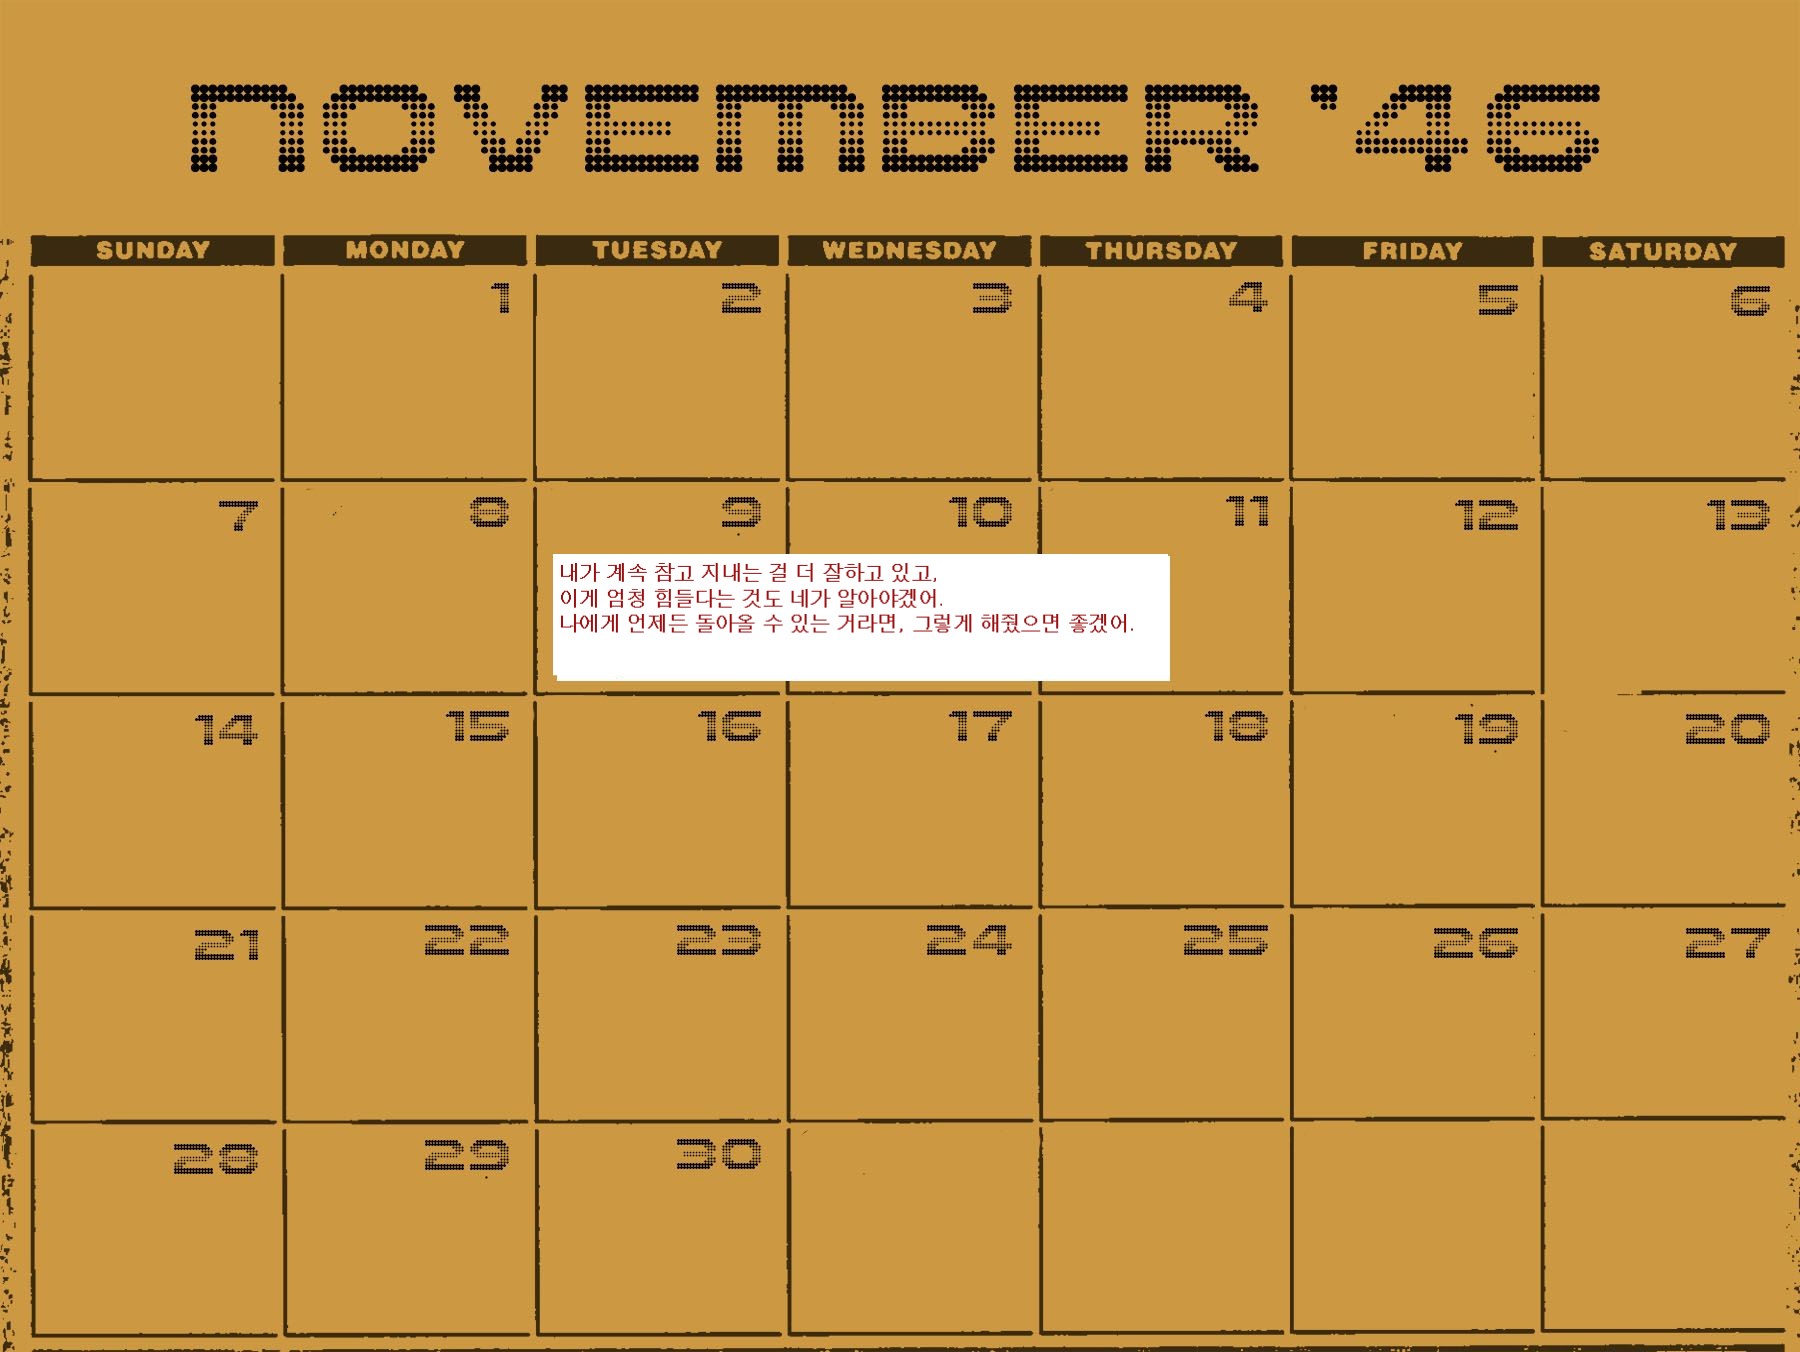 NOVEMBER '46
SUNDAY MONDAY TUESDAY WEDNESDAY THURSDAY FRIDAY SATURDAY
1 2 3 4 5 6
7 8 9 10 11 12 13
내가 계속 참고 지내는 걸 더 잘하고 있고,
이게 엄청 힘들다는 것도 네가 알아야겠어.
나에게 언제든 돌아올 수 있는 거라면, 그렇게 해줬으면 좋겠어.
14 15 16 17 18 19 20
21 22 23 24 25 26 27
28 29 30